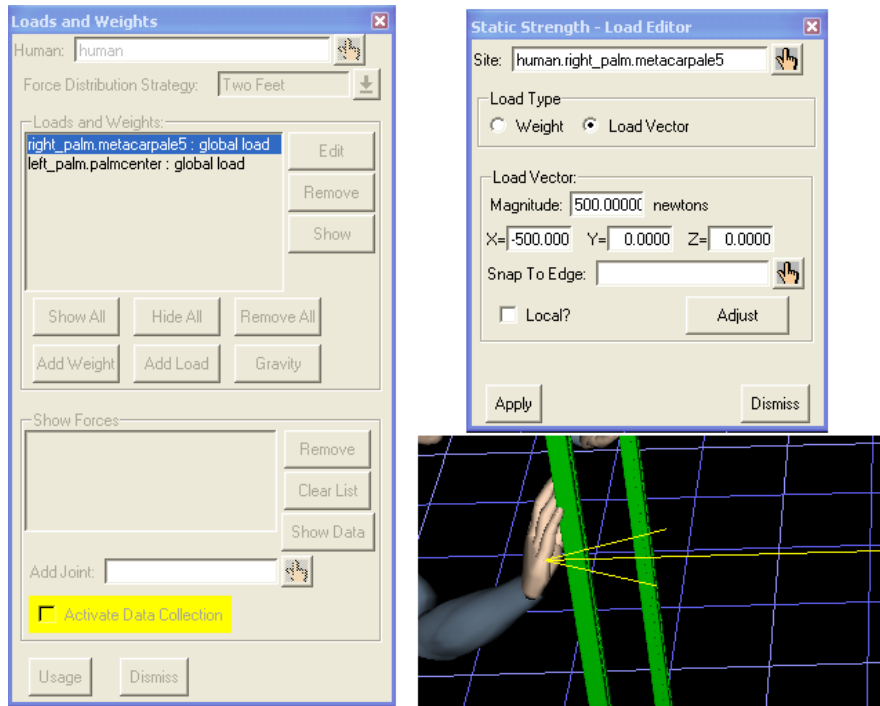 Loads and Weights
Human: human
Force Distribution Strategy: Two Feet
Loads and Weights:
right_palm.metacarpale5 : global load
left_palm.palmcenter : global load
Edit
Remove
Show
Show All Hide All Remove All
Add Weight Add Load Gravity
Show Forces
Remove
Clear List
Show Data
Add Joint:
Activate Data Collection
Usage Dismiss
Static Strength - Load Editor
Site: human.right_palm.metacarpale5
Load Type
Weight Load Vector
Load Vector:
Magnitude: 500.0000 newtons
X= -500.000 Y= 0.0000 Z= 0.0000
Snap To Edge:
Local? Adjust
Apply Dismiss